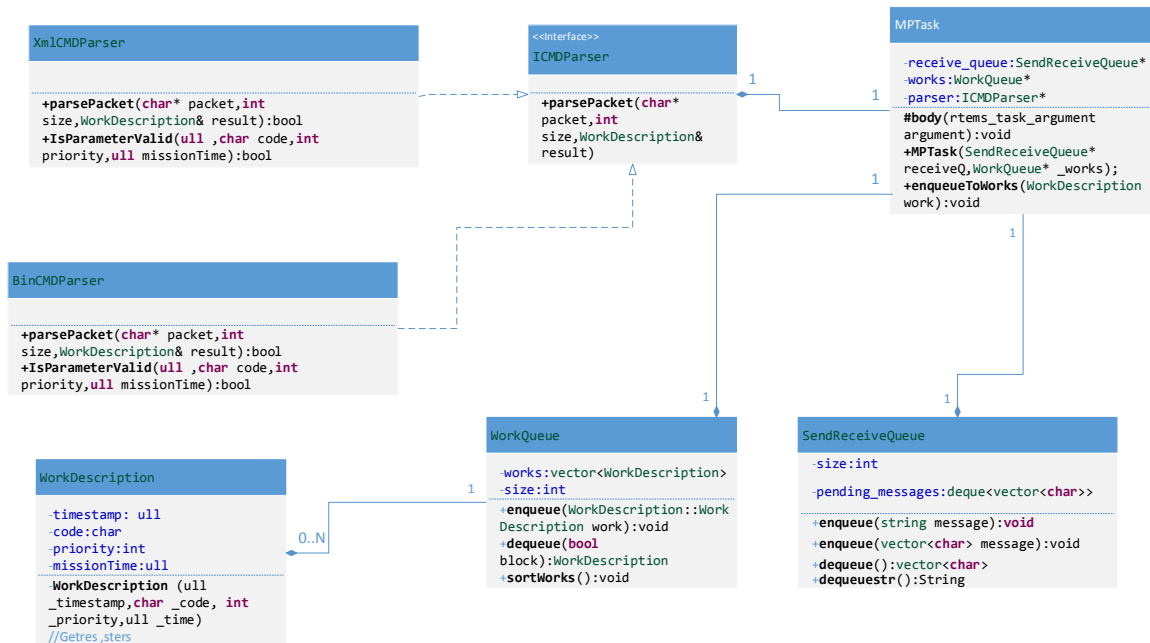 XmlCMDParser
+parsePacket(char* packet,int
size,WorkDescription& result):bool
+IsParameterValid(ull ,char code,int
priority,ull missionTime):bool
<<Interface>>
ICMDParser
+parsePacket(char*
packet,int
size,WorkDescription&
result)
1
1
MPTask
-receive_queue:SendReceiveQueue*
-works:WorkQueue*
-parser:ICMDParser*
#body(rtems_task_argument
argument):void
+MPTask(SendReceiveQueue*
receiveQ,WorkQueue* _works);
+enqueueToWorks(WorkDescription
work):void
1
1
BinCMDParser
+parsePacket(char* packet,int
size,WorkDescription& result):bool
+IsParameterValid(ull ,char code,int
priority,ull missionTime):bool
1
1
WorkDescription
-timestamp: ull
-code:char
-priority:int
-missionTime:ull
-WorkDescription (ull
_timestamp,char _code, int
_priority,ull _time)
//Getres ,sters
0..N
1
WorkQueue
-works:vector<WorkDescription>
-size:int
+enqueue(WorkDescription::Work
Description work):void
+dequeue(bool
block):WorkDescription
+sortWorks():void
SendReceiveQueue
-size:int
-pending_messages:deque<vector<char>>
+enqueue(string message):void
+enqueue(vector<char> message):void
+dequeue():vector<char>
+dequeuestr():String